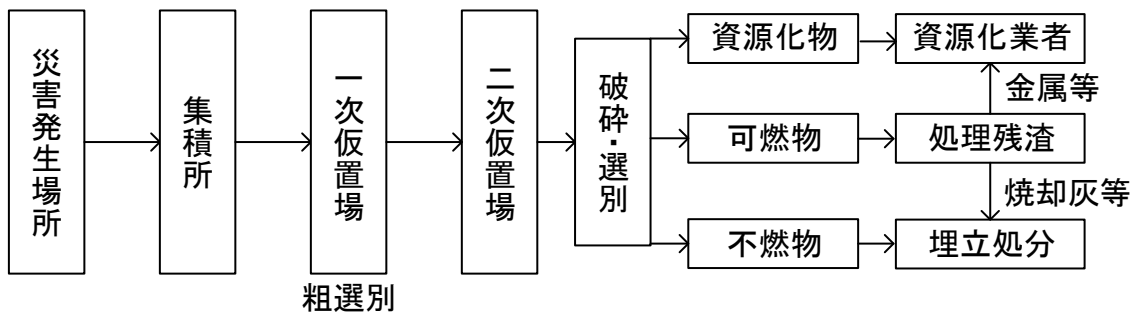 災害発生場所
集積所
一次仮置場
粗選別
二次仮置場
破砕・選別
資源化物
資源化業者
金属等
可燃物
処理残渣
焼却灰等
不燃物
埋立処分